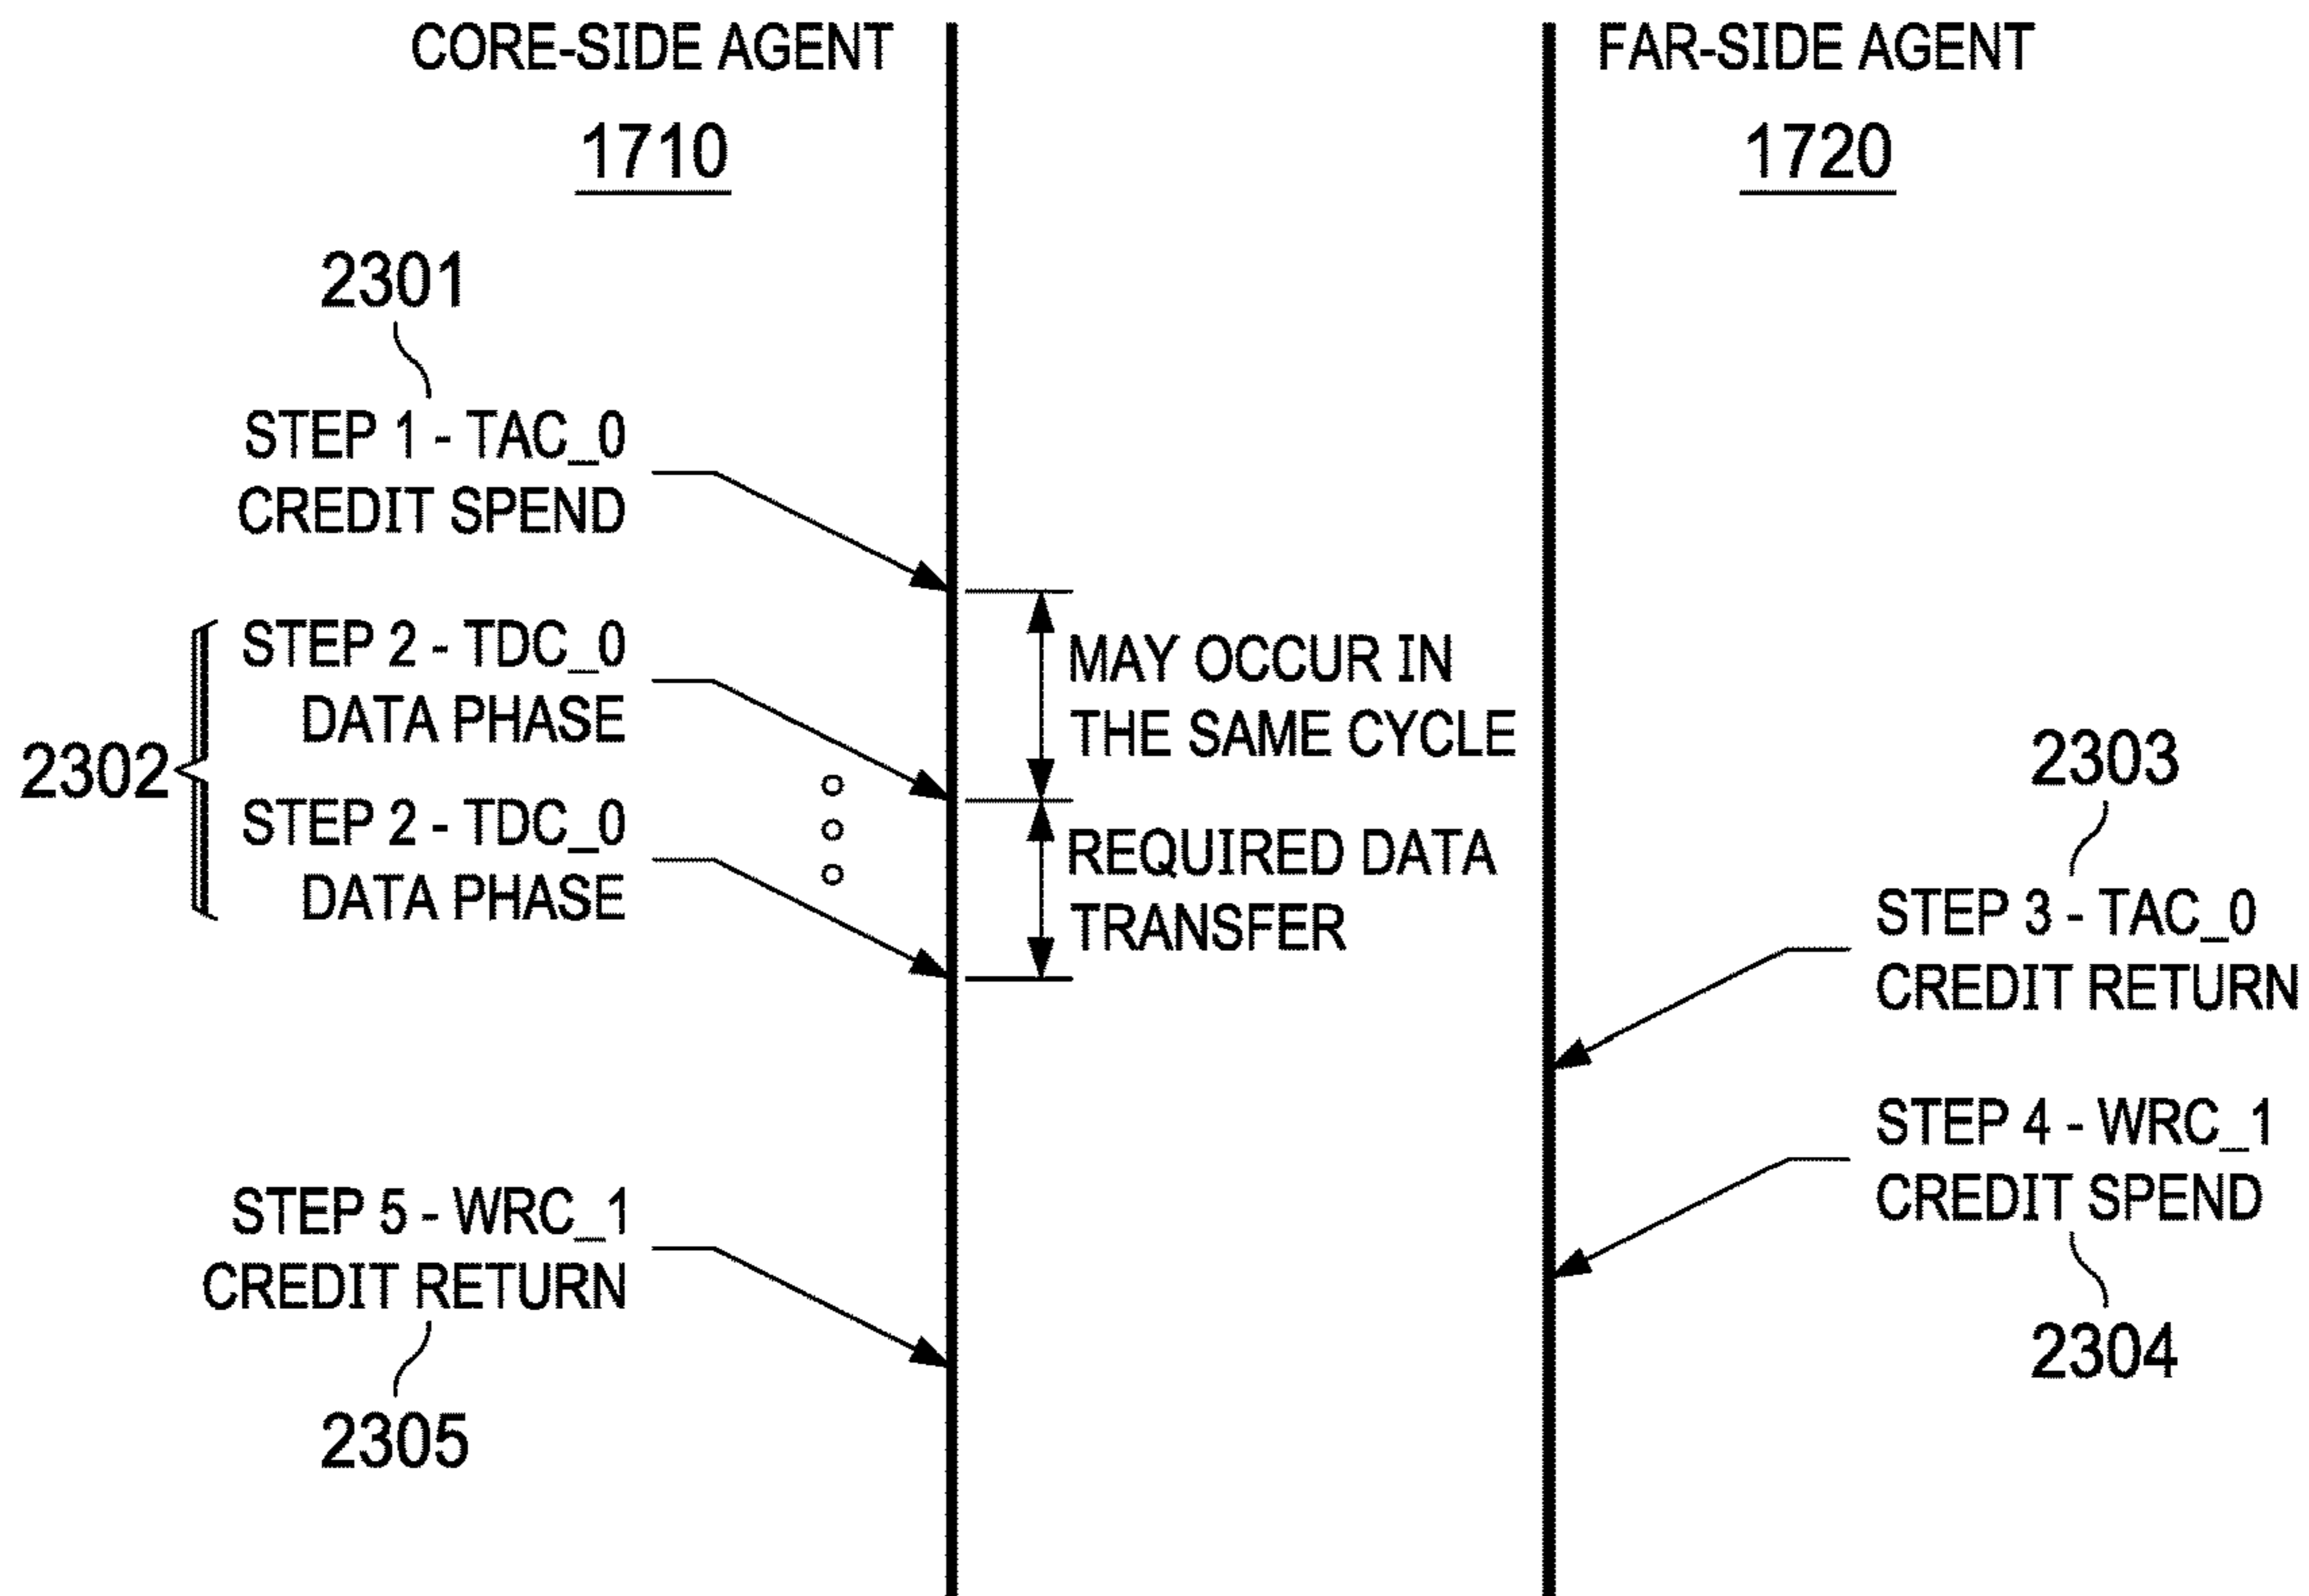 CORE-SIDE AGENT
1710
FAR-SIDE AGENT
1720
2301
STEP 1 - TAC_0
CREDIT SPEND
2302
STEP 2 - TDC_0
DATA PHASE
STEP 2 - TDC_0
DATA PHASE
MAY OCCUR IN
THE SAME CYCLE
REQUIRED DATA
TRANSFER
2303
STEP 3 - TAC_0
CREDIT RETURN
STEP 4 - WRC_1
CREDIT SPEND
2304
STEP 5 - WRC_1
CREDIT RETURN
2305